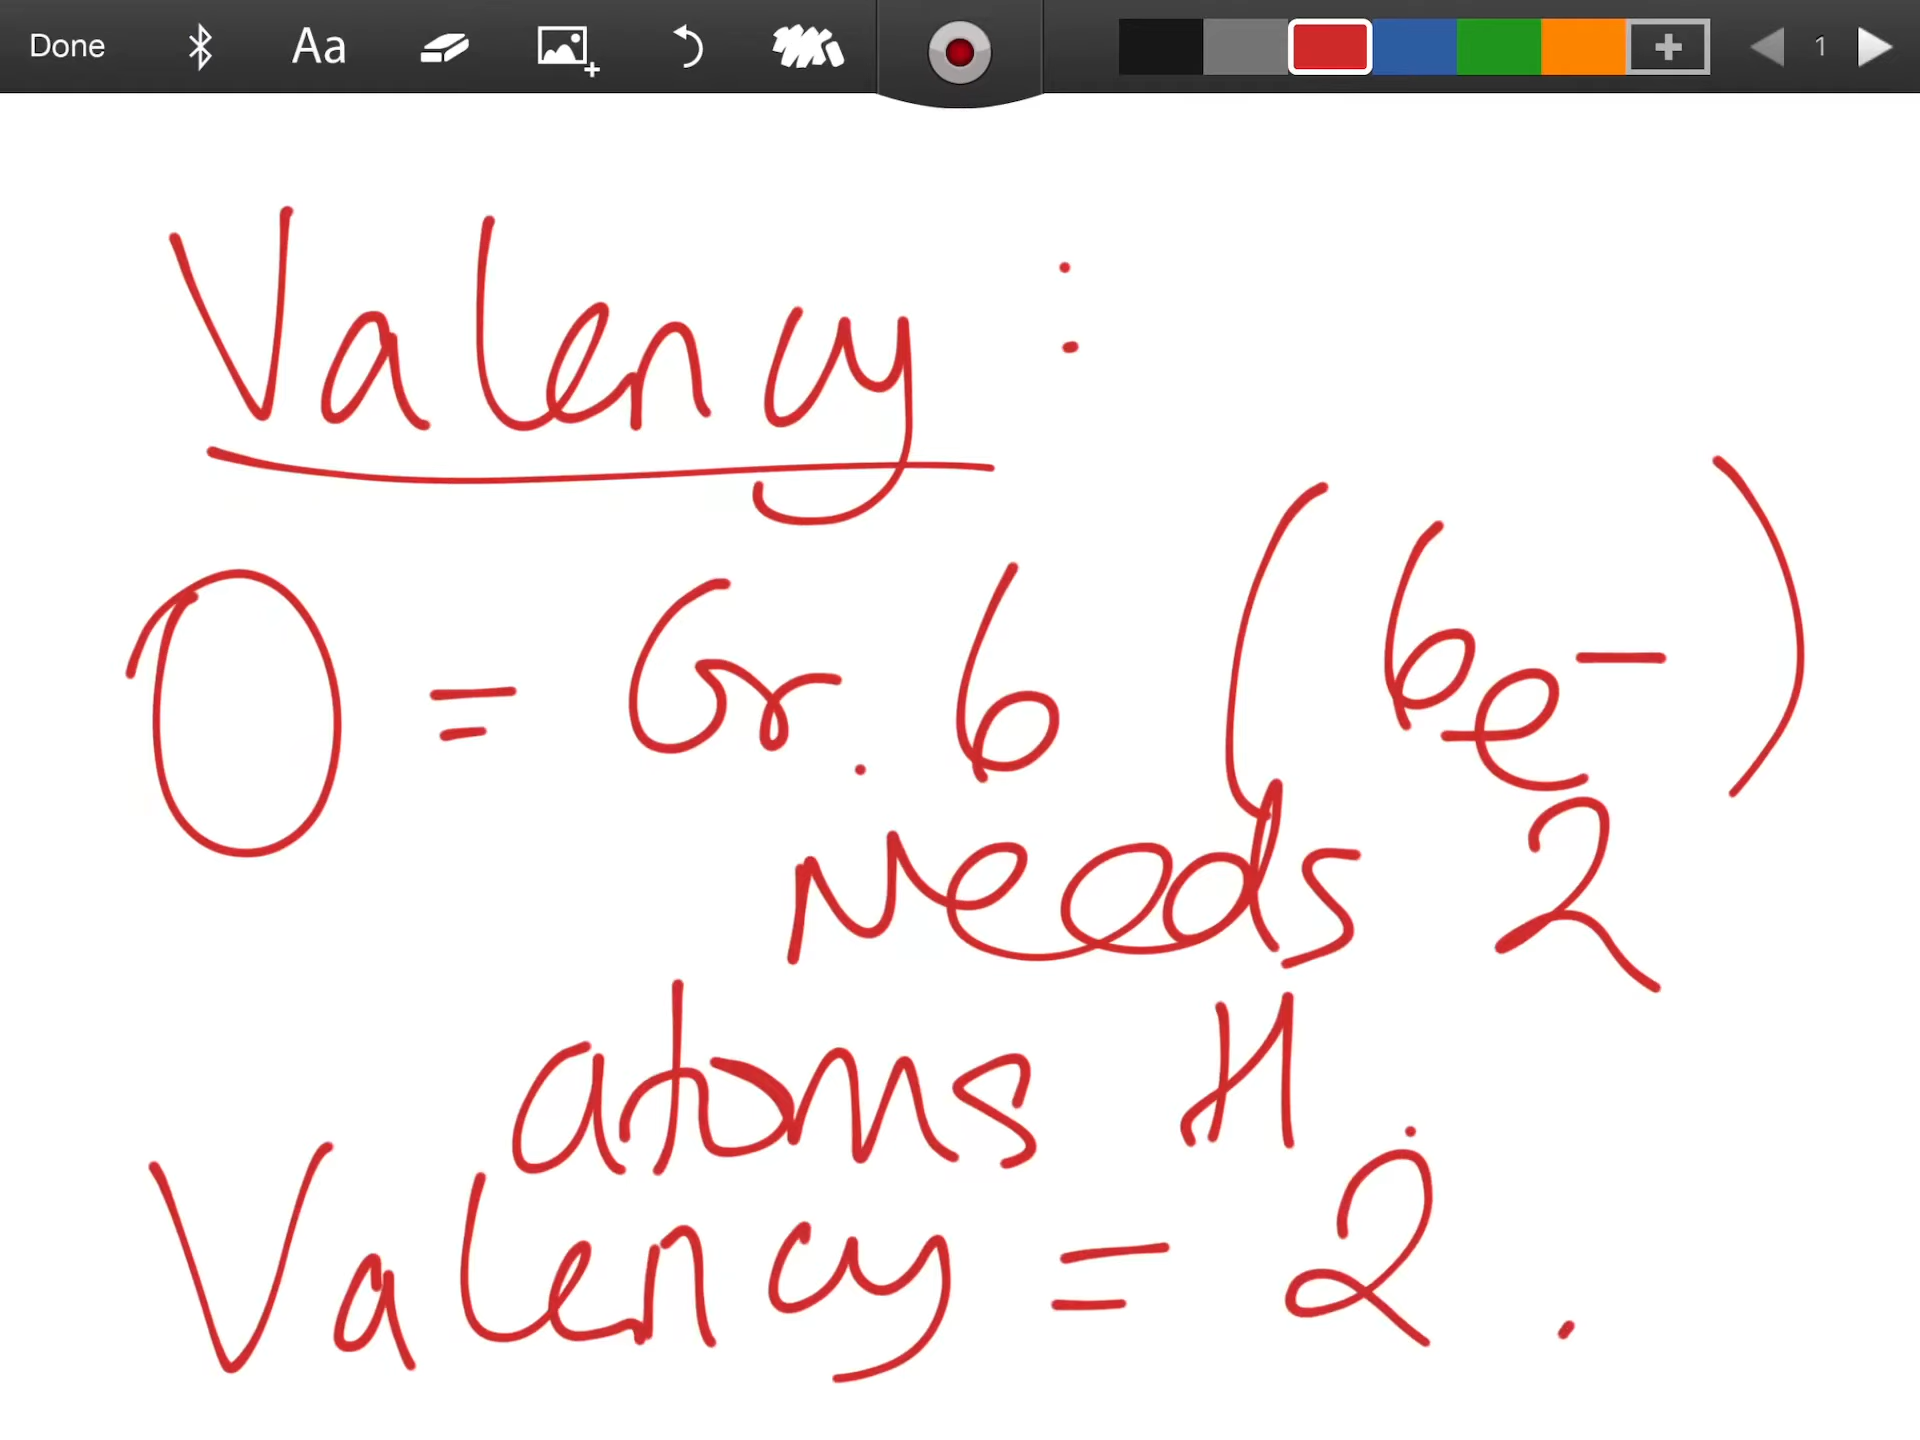 Done Aa 1
Valency :
O = Gr. 6 (6e-)
Needs 2
atoms H.
Valency = 2.